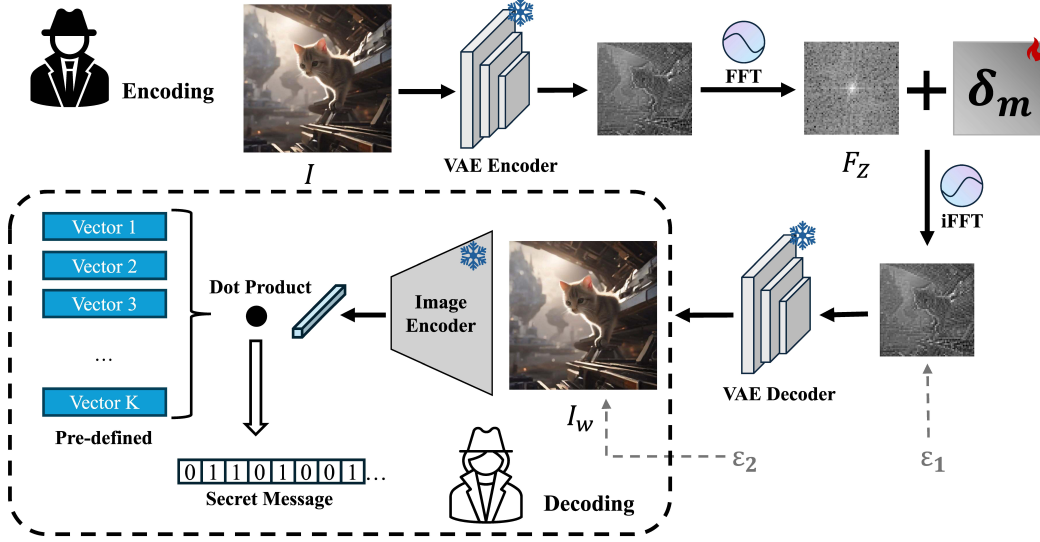 Encoding
I
VAE Encoder
FFT
F_Z
+
δ_m
iFFT
Vector 1
Vector 2
Vector 3
...
Vector K
Pre-defined
Dot Product
Image
Encoder
I_w
VAE Decoder
ε_2
ε_1
0 1 1 0 1 0 0 1 ...
Secret Message
Decoding